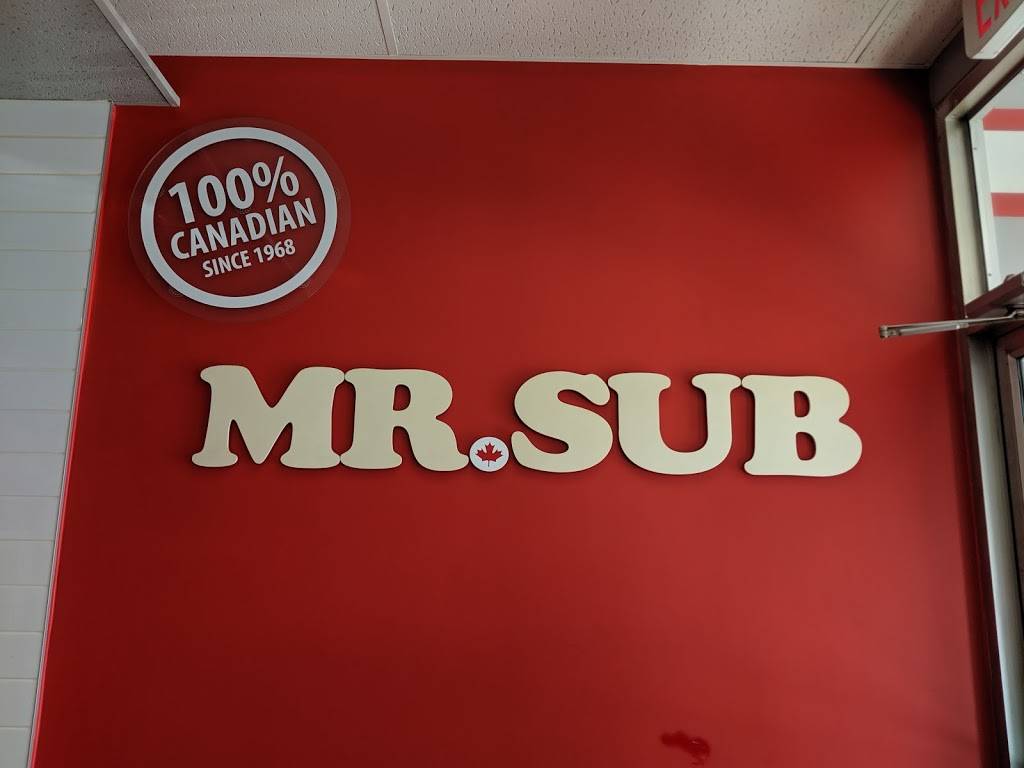 100%
CANADIAN
SINCE 1968
MR.SUB